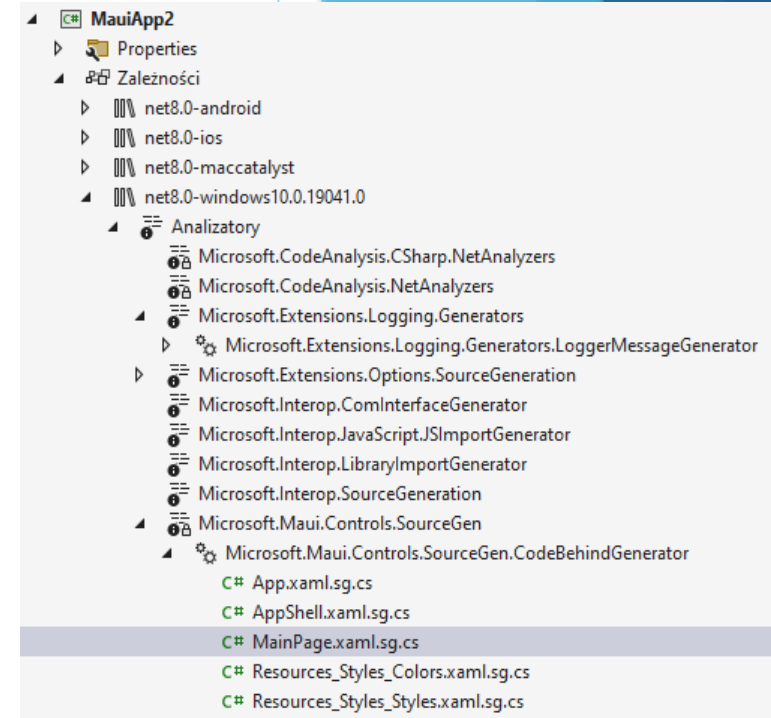 C# MauiApp2
Properties
Zależności
net8.0-android
net8.0-ios
net8.0-maccatalyst
net8.0-windows10.0.19041.0
Analizatory
Microsoft.CodeAnalysis.CSharp.NetAnalyzers
Microsoft.CodeAnalysis.NetAnalyzers
Microsoft.Extensions.Logging.Generators
Microsoft.Extensions.Logging.Generators.LoggerMessageGenerator
Microsoft.Extensions.Options.SourceGeneration
Microsoft.Interop.ComInterfaceGenerator
Microsoft.Interop.JavaScript.JSImportGenerator
Microsoft.Interop.LibraryImportGenerator
Microsoft.Interop.SourceGeneration
Microsoft.Maui.Controls.SourceGen
Microsoft.Maui.Controls.SourceGen.CodeBehindGenerator
C# App.xaml.sg.cs
C# AppShell.xaml.sg.cs
C# MainPage.xaml.sg.cs
C# Resources_Styles_Colors.xaml.sg.cs
C# Resources_Styles_Styles.xaml.sg.cs